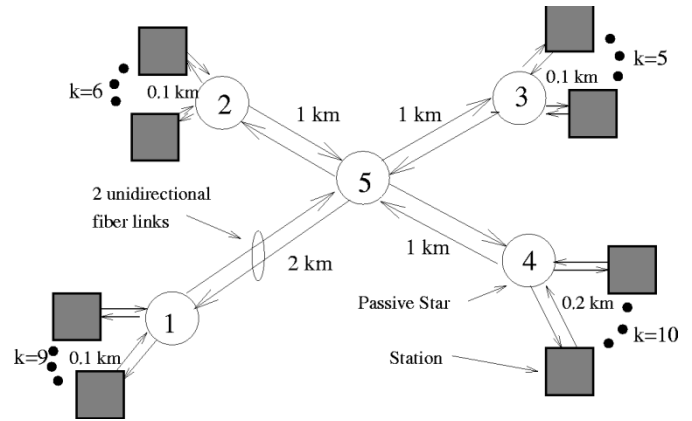 k=6
0.1 km
2
1 km
1 km
3
0.1 km
k=5
5
2 unidirectional
fiber links
2 km
1 km
4
0.2 km
k=10
Passive Star
Station
1
k=9
0.1 km